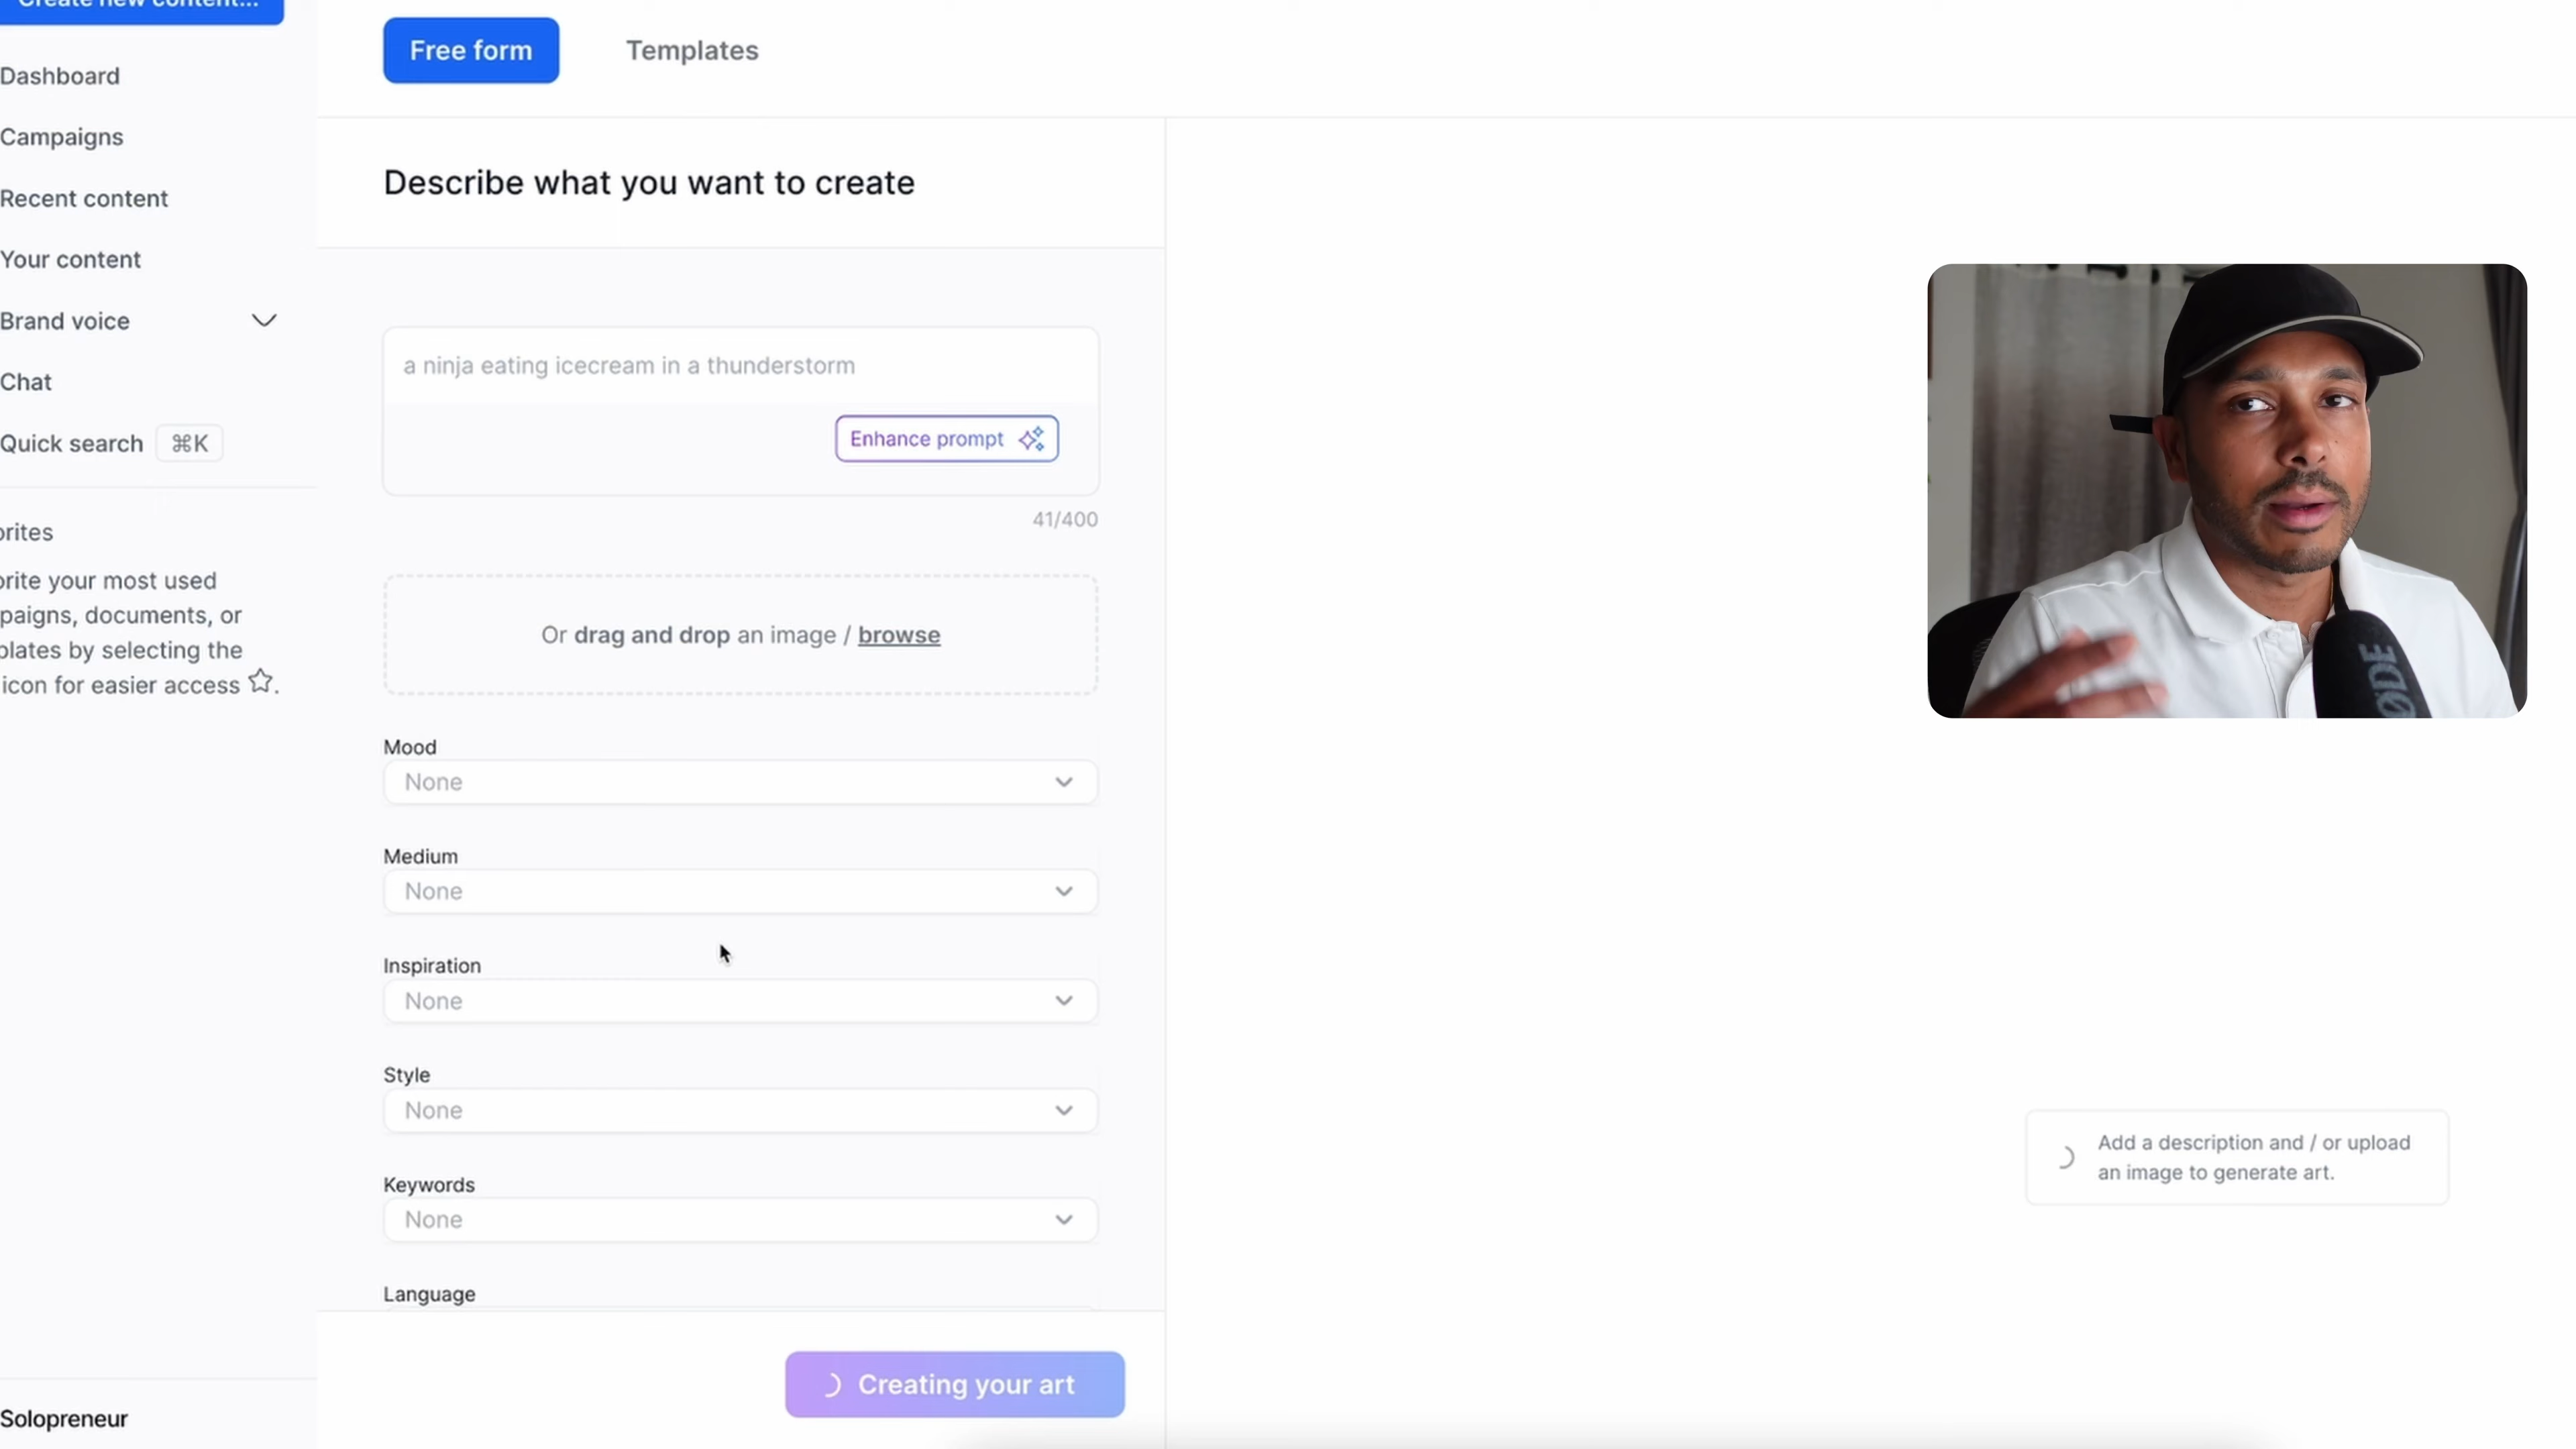 Create new content...
Free form
Templates
Dashboard
Campaigns
Recent content
Your content
Brand voice
Chat
Quick search ⌘K
orites
orite your most used
paigns, documents, or
plates by selecting the
icon for easier access ☆.
Describe what you want to create
a ninja eating icecream in a thunderstorm
Enhance prompt
41/400
Or drag and drop an image / browse
Mood
None
Medium
None
Inspiration
None
Style
None
Keywords
None
Language
Creating your art
Solopreneur
RØDE
Add a description and / or upload
an image to generate art.